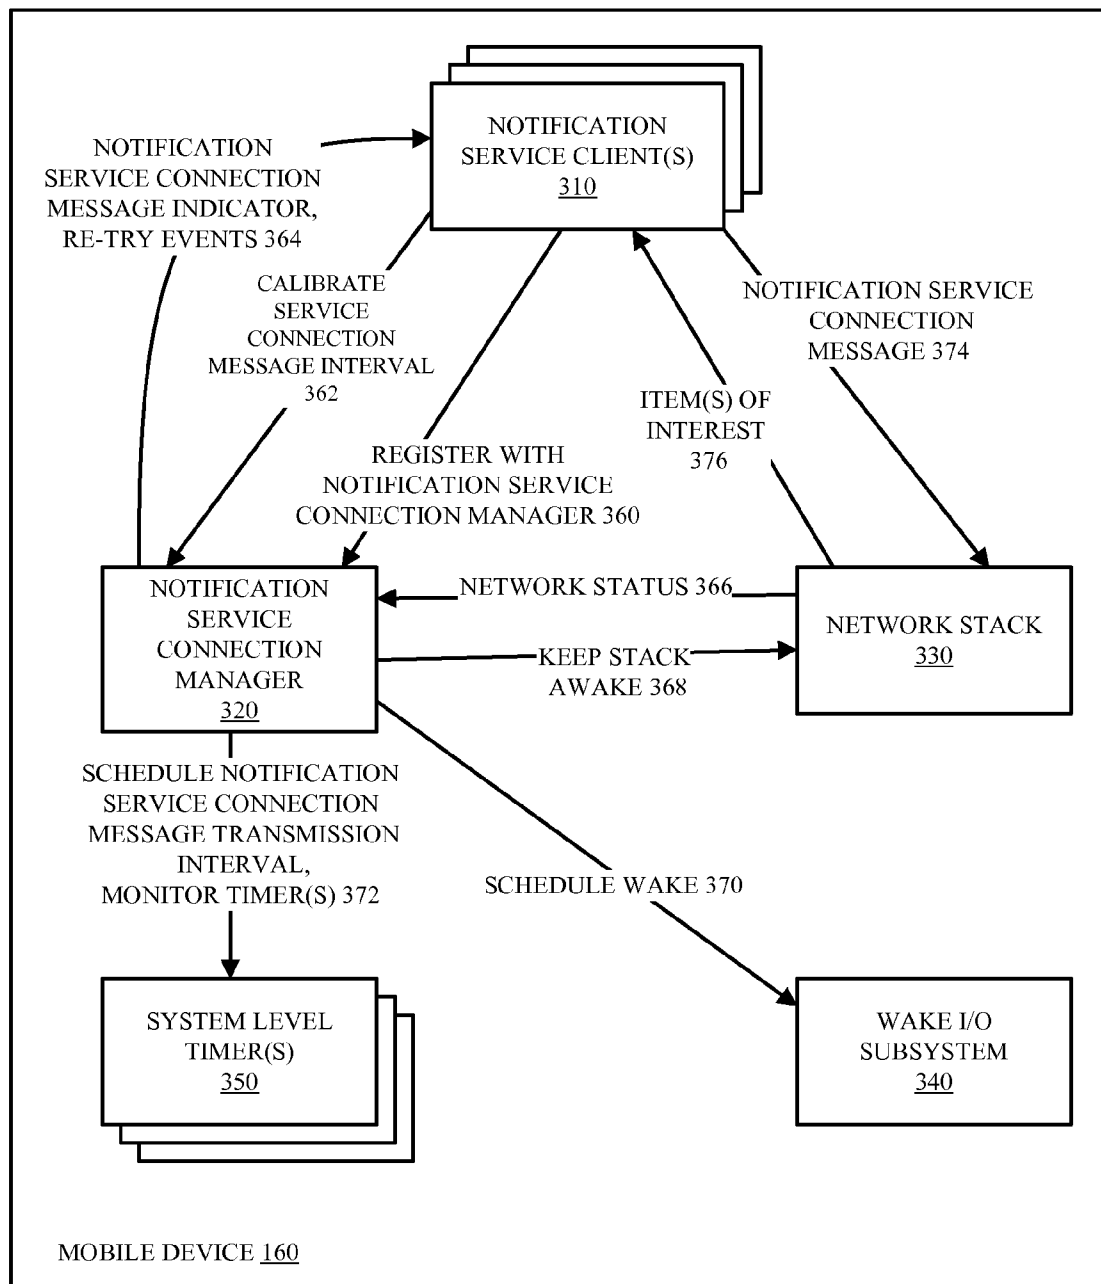 NOTIFICATION
SERVICE CLIENT(S)
310
NOTIFICATION
SERVICE CONNECTION
MESSAGE INDICATOR,
RE-TRY EVENTS 364
CALIBRATE
SERVICE
CONNECTION
MESSAGE INTERVAL
362
NOTIFICATION SERVICE
CONNECTION
MESSAGE 374
ITEM(S) OF
INTEREST
376
REGISTER WITH
NOTIFICATION SERVICE
CONNECTION MANAGER 360
NOTIFICATION
SERVICE
CONNECTION
MANAGER
320
NETWORK STATUS 366
KEEP STACK
AWAKE 368
NETWORK STACK
330
SCHEDULE NOTIFICATION
SERVICE CONNECTION
MESSAGE TRANSMISSION
INTERVAL,
MONITOR TIMER(S) 372
SCHEDULE WAKE 370
SYSTEM LEVEL
TIMER(S)
350
WAKE I/O
SUBSYSTEM
340
MOBILE DEVICE 160